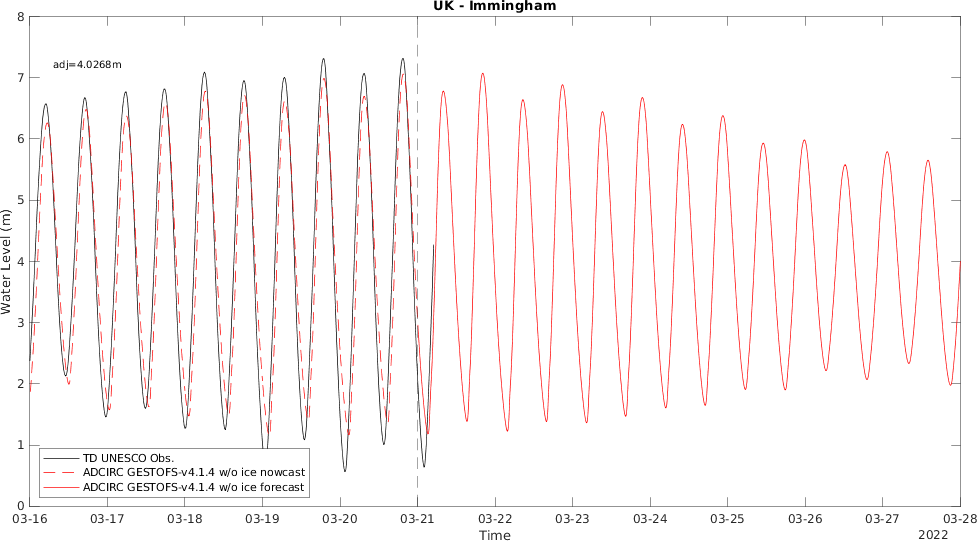 UK - Immingham
adj=4.0268m
Water Level (m)
8
7
6
5
4
3
2
1
0
TD UNESCO Obs.
ADCIRC GESTOFS-v4.1.4 w/o ice nowcast
ADCIRC GESTOFS-v4.1.4 w/o ice forecast
03-16 03-17 03-18 03-19 03-20 03-21 03-22 03-23 03-24 03-25 03-26 03-27 03-28
Time
2022